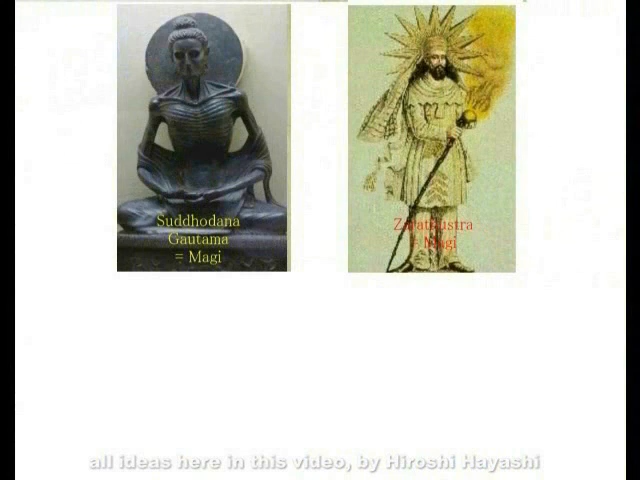 Suddhodana
Gautama
= Magi
Zarathustra
= Magi
all ideas here in this video, by Hiroshi Hayashi